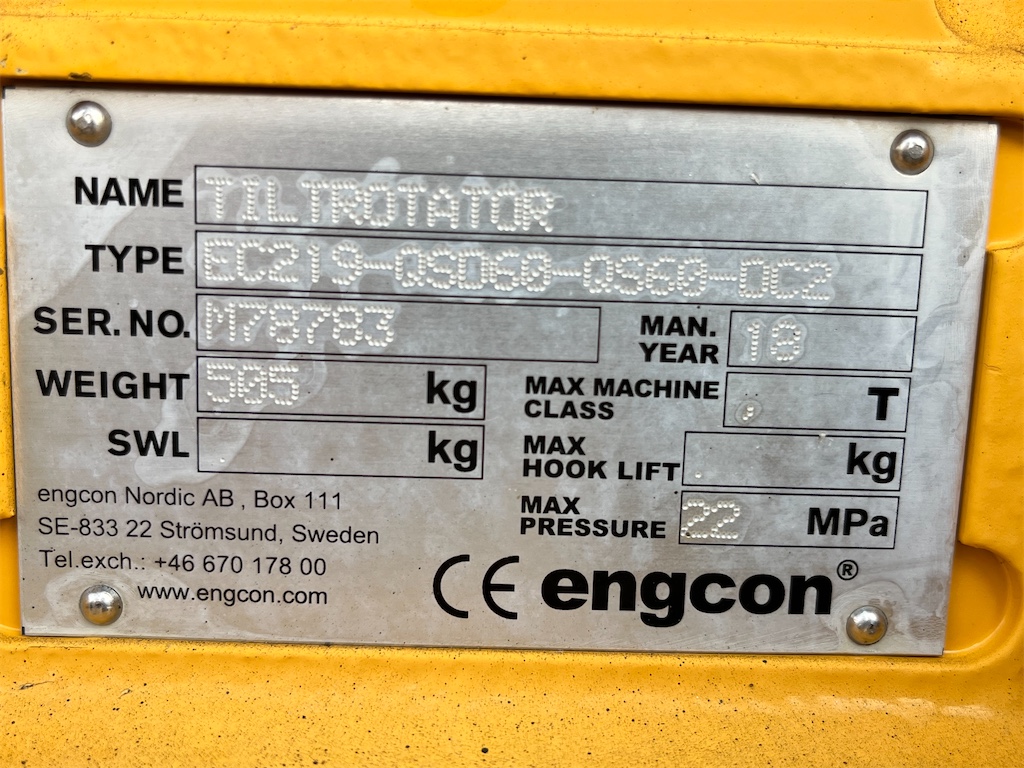 NAME TILTROTATOR
TYPE EC219-QSD60-QS60-DC2
SER. NO. M78783 MAN. YEAR 18
WEIGHT 505 kg MAX MACHINE CLASS . T
SWL kg MAX HOOK LIFT . kg
MAX PRESSURE 22 MPa
engcon Nordic AB , Box 111
SE-833 22 Strömsund, Sweden
Tel.exch.: +46 670 178 00
www.engcon.com
CE engcon®